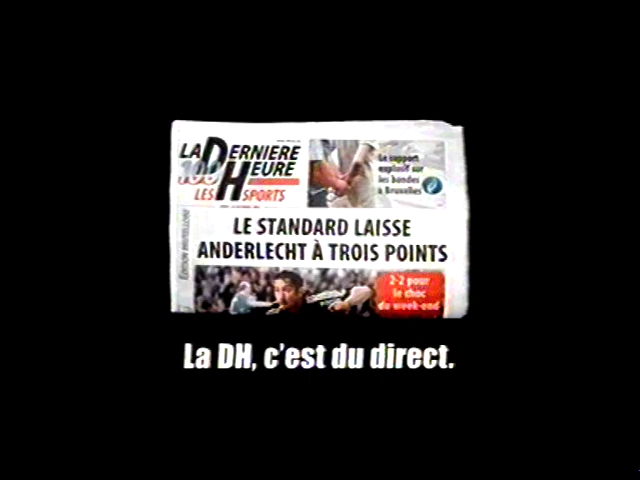 LA DERNIERE
HEURE
100
LES SPORTS
Le rapport
explosif sur
les bandes
à Bruxelles
LE STANDARD LAISSE
ANDERLECHT À TROIS POINTS
2-2 pour
le choc
du week-end
La DH, c'est du direct.